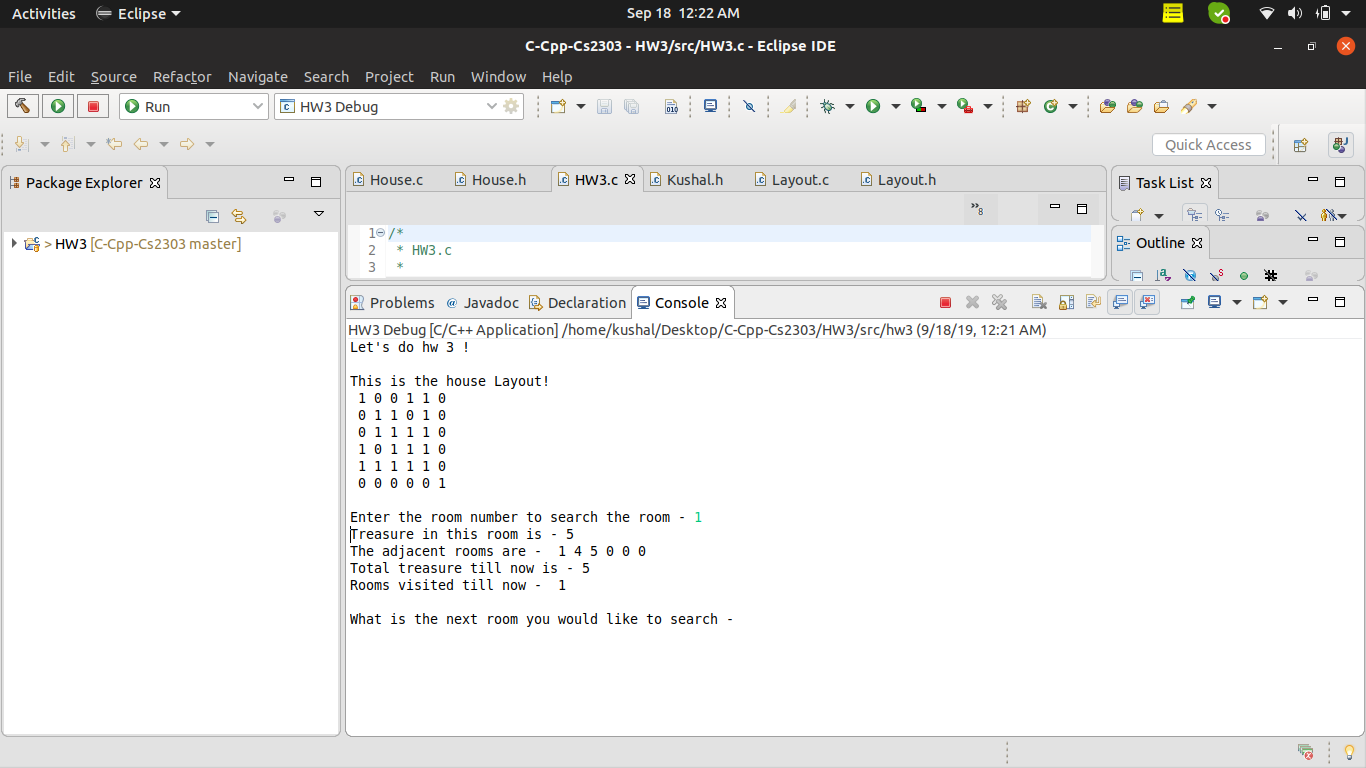 Activities Eclipse Sep 18 12:22 AM
C-Cpp-Cs2303 - HW3/src/HW3.c - Eclipse IDE
File Edit Source Refactor Navigate Search Project Run Window Help
Run HW3 Debug
Quick Access
Package Explorer
> HW3 [C-Cpp-Cs2303 master]
House.c House.h HW3.c Kushal.h Layout.c Layout.h
»8
1 /*
2 * HW3.c
3 *
Task List
Outline
Problems Javadoc Declaration Console
HW3 Debug [C/C++ Application] /home/kushal/Desktop/C-Cpp-Cs2303/HW3/src/hw3 (9/18/19, 12:21 AM)
Let's do hw 3 !
This is the house Layout!
1 0 0 1 1 0
0 1 1 0 1 0
0 1 1 1 1 0
1 0 1 1 1 0
1 1 1 1 1 0
0 0 0 0 0 1
Enter the room number to search the room - 1
Treasure in this room is - 5
The adjacent rooms are -  1 4 5 0 0 0
Total treasure till now is - 5
Rooms visited till now -  1
What is the next room you would like to search -